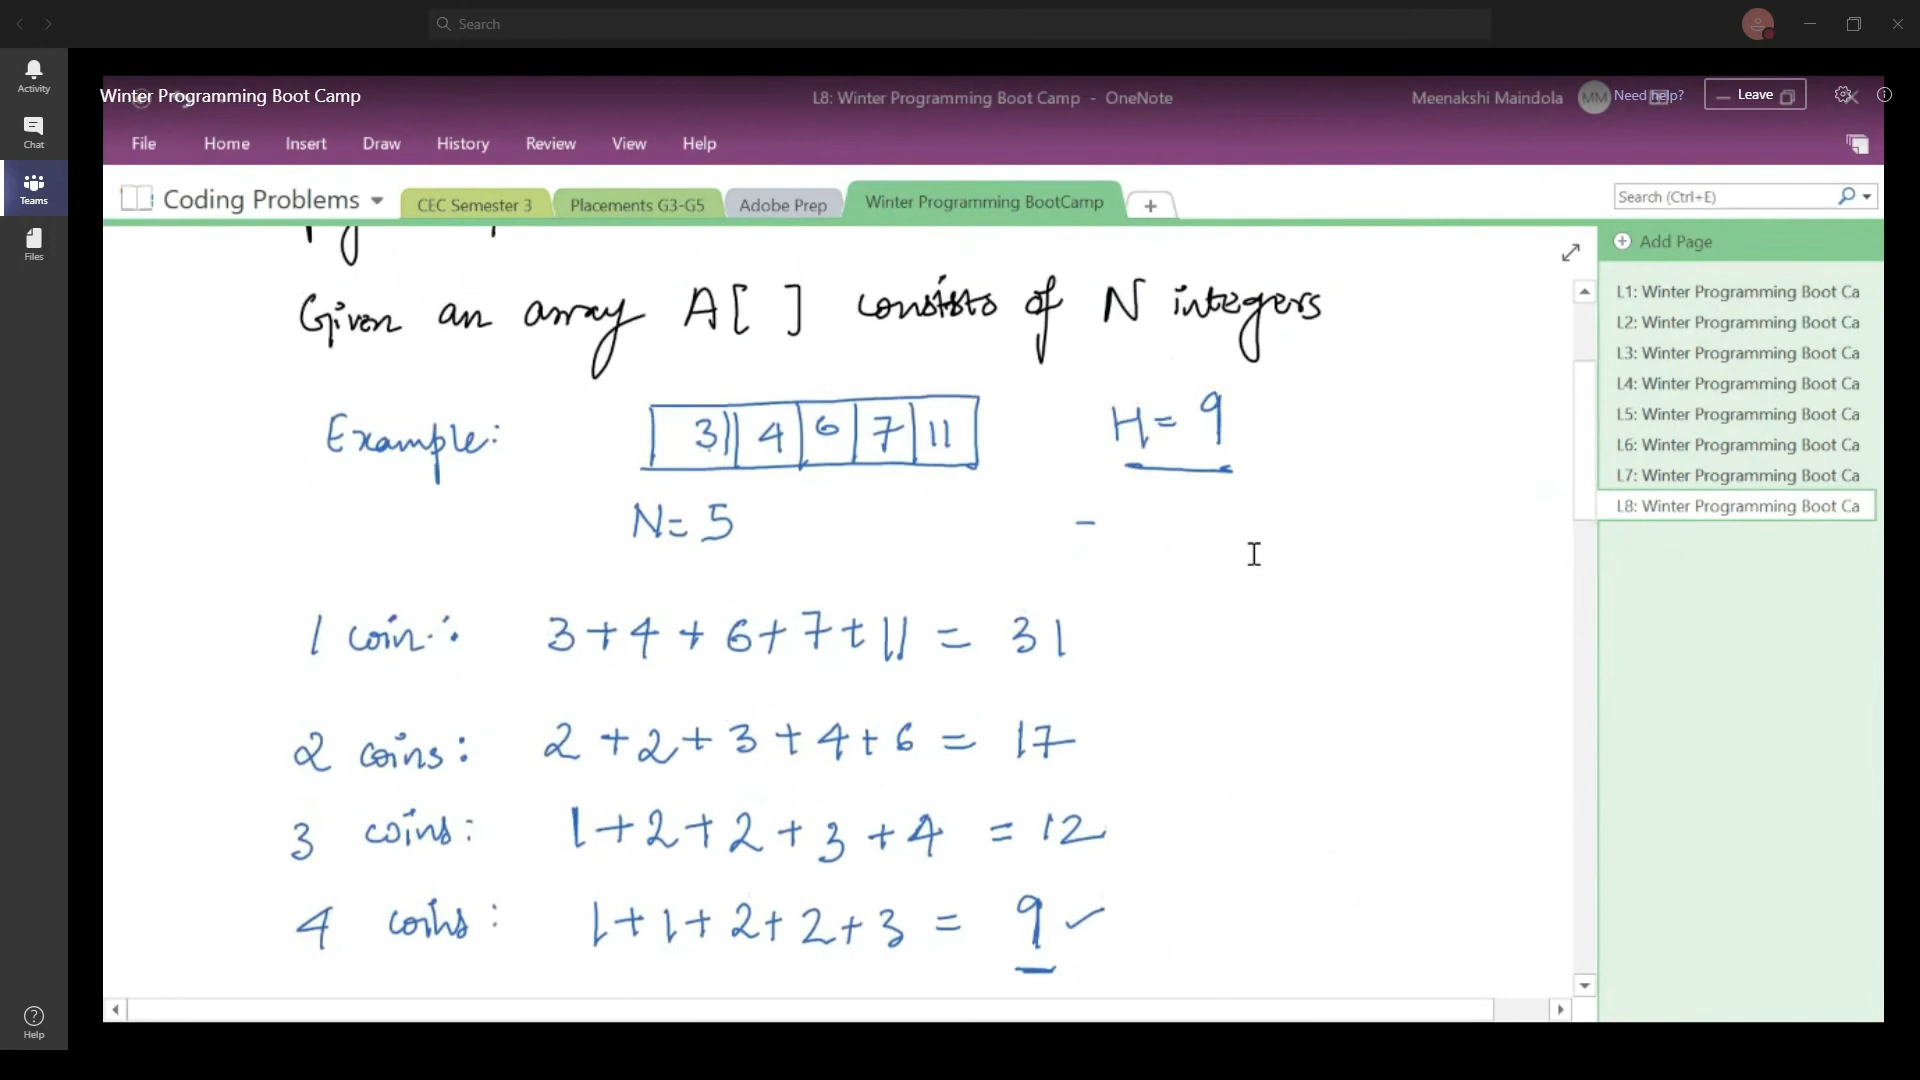 Search
Activity
Chat
Teams
Files
Help
Winter Programming Boot Camp
L8: Winter Programming Boot Camp - OneNote
Meenakshi Maindola
MM
Need help?
Leave
File Home Insert Draw History Review View Help
Coding Problems
CEC Semester 3
Placements G3-G5
Adobe Prep
Winter Programming BootCamp
+
Search (Ctrl+E)
Add Page
L1: Winter Programming Boot Ca
L2: Winter Programming Boot Ca
L3: Winter Programming Boot Ca
L4: Winter Programming Boot Ca
L5: Winter Programming Boot Ca
L6: Winter Programming Boot Ca
L7: Winter Programming Boot Ca
L8: Winter Programming Boot Ca
Given an array A[ ] consists of N integers
Example: 3 4 6 7 11 H = 9
N = 5 -
1 coin: 3 + 4 + 6 + 7 + 11 = 31
2 coins: 2 + 2 + 3 + 4 + 6 = 17
3 coins: 1 + 2 + 2 + 3 + 4 = 12
4 coins: 1 + 1 + 2 + 2 + 3 = 9 ✓